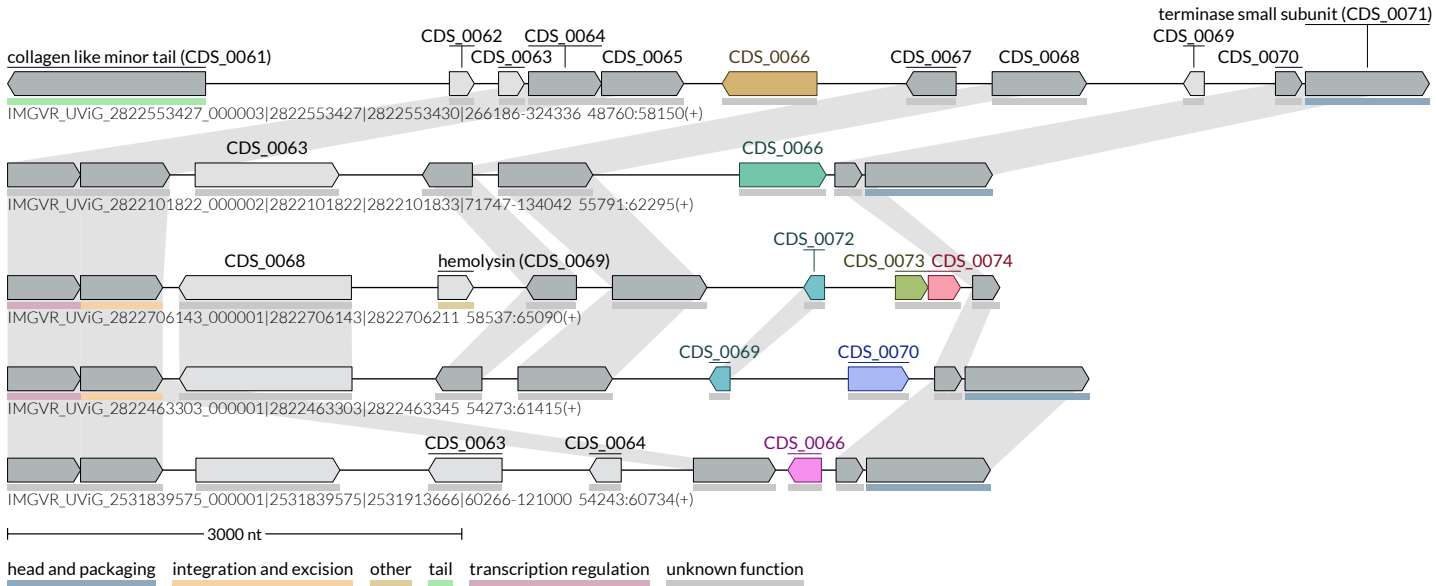 terminase small subunit (CDS_0071)
CDS_0062 CDS_0064 CDS_0069
collagen like minor tail (CDS_0061) CDS_0063 CDS_0065 CDS_0066 CDS_0067 CDS_0068 CDS_0070
IMGVR_UViG_2822553427_000003|2822553427|2822553430|266186-324336 48760:58150(+)
CDS_0063 CDS_0066
IMGVR_UViG_2822101822_000002|2822101822|2822101833|71747-134042 55791:62295(+)
CDS_0072
CDS_0068 hemolysin (CDS_0069) CDS_0073 CDS_0074
IMGVR_UViG_2822706143_000001|2822706143|2822706211 58537:65090(+)
CDS_0069 CDS_0070
IMGVR_UViG_2822463303_000001|2822463303|2822463345 54273:61415(+)
CDS_0063 CDS_0064 CDS_0066
IMGVR_UViG_2531839575_000001|2531839575|2531913666|60266-121000 54243:60734(+)
3000 nt
head and packaging integration and excision other tail transcription regulation unknown function